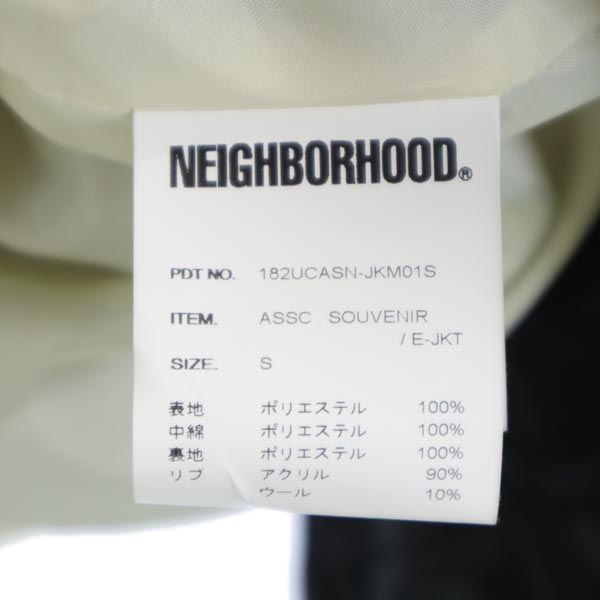 NEIGHBORHOOD®
PDT NO. 182UCASN-JKM01S
ITEM. ASSC . SOUVENIR
/ E-JKT
SIZE. S
表地 ポリエステル 100%
中綿 ポリエステル 100%
裏地 ポリエステル 100%
リブ アクリル 90%
ウール 10%